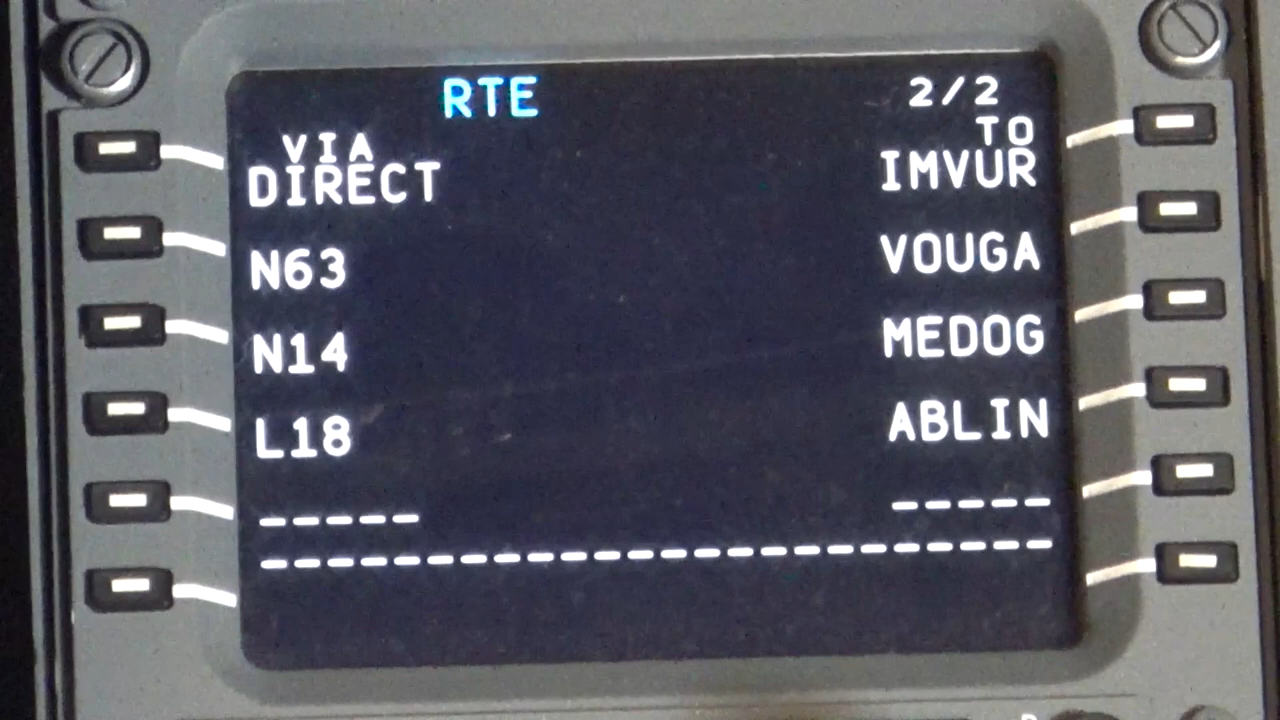 RTE 2/2
VIA TO
DIRECT IMVUR
N63 VOUGA
N14 MEDOG
L18 ABLIN
----- -----
------------------------